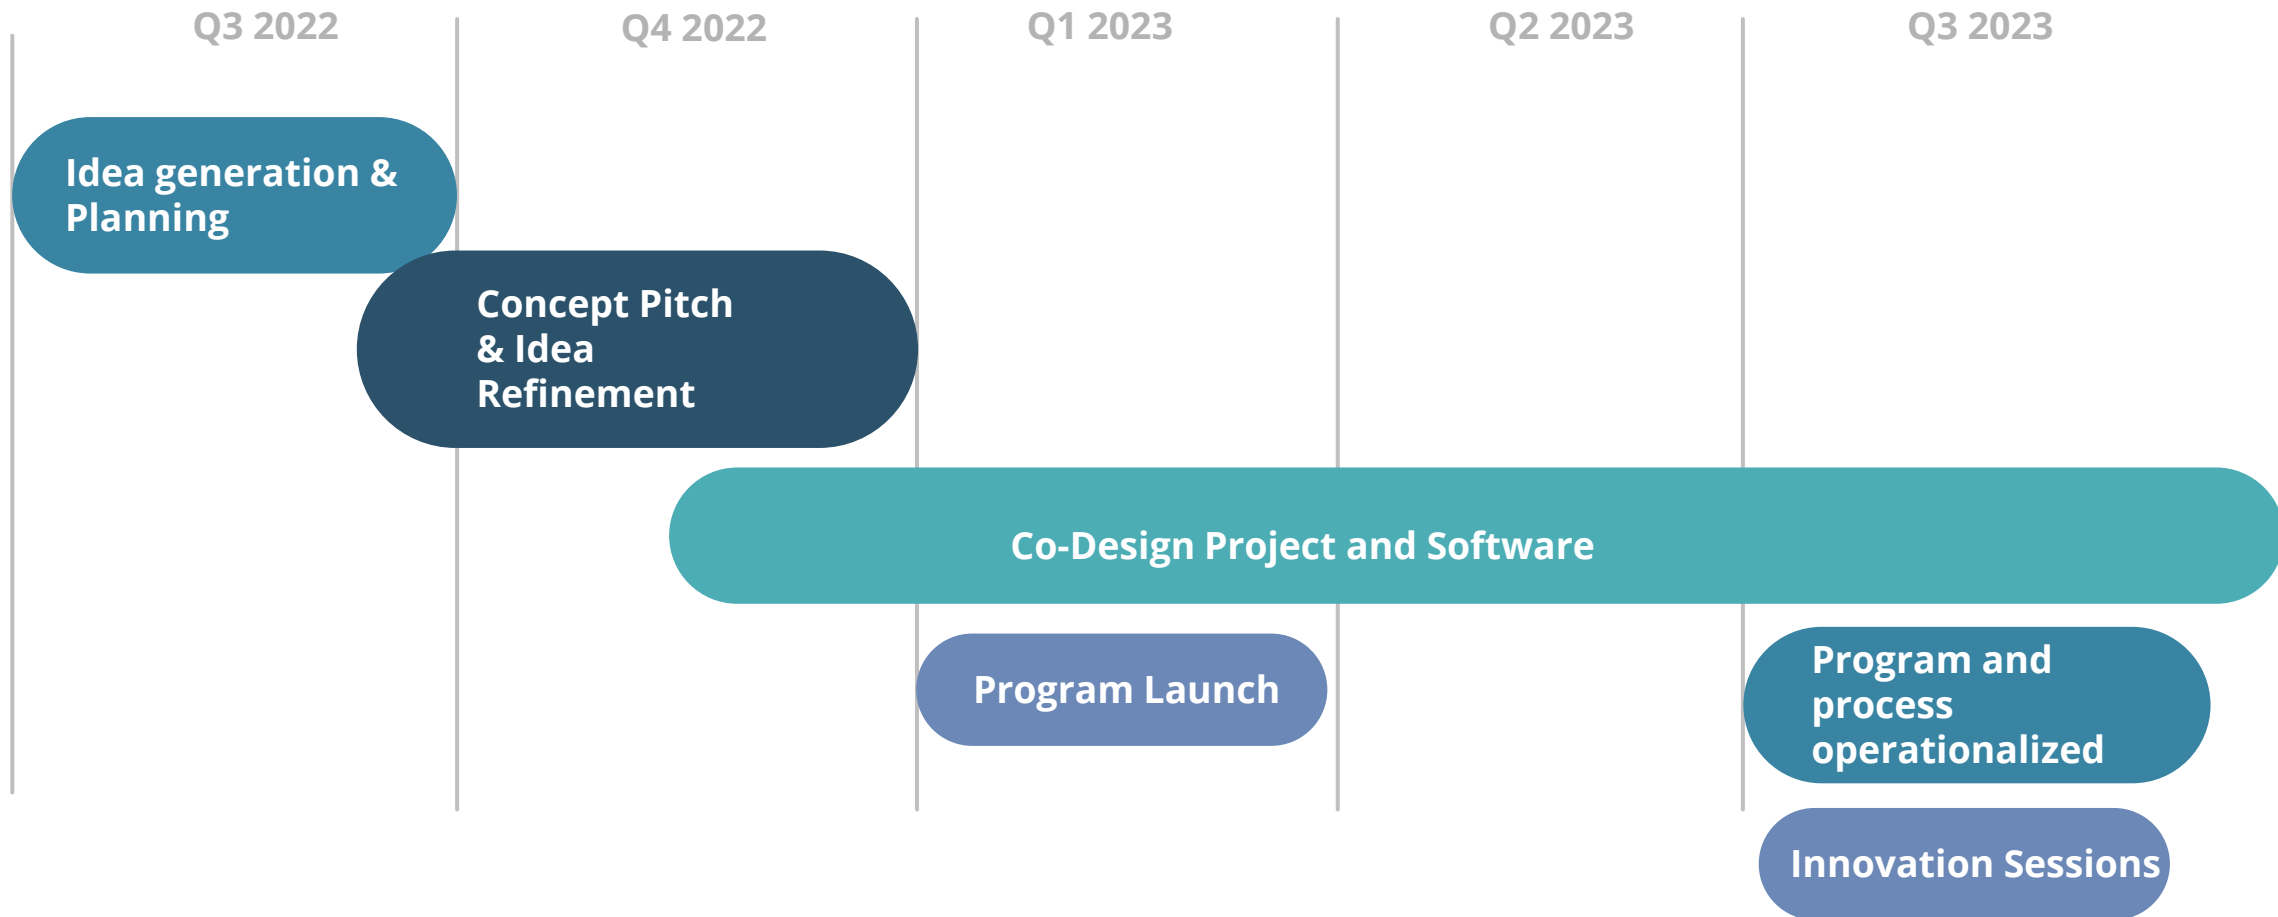 Q3 2022
Q4 2022
Q1 2023
Q2 2023
Q3 2023
Idea generation &
Planning
Concept Pitch
& Idea
Refinement
Co-Design Project and Software
Program Launch
Program and
process
operationalized
Innovation Sessions